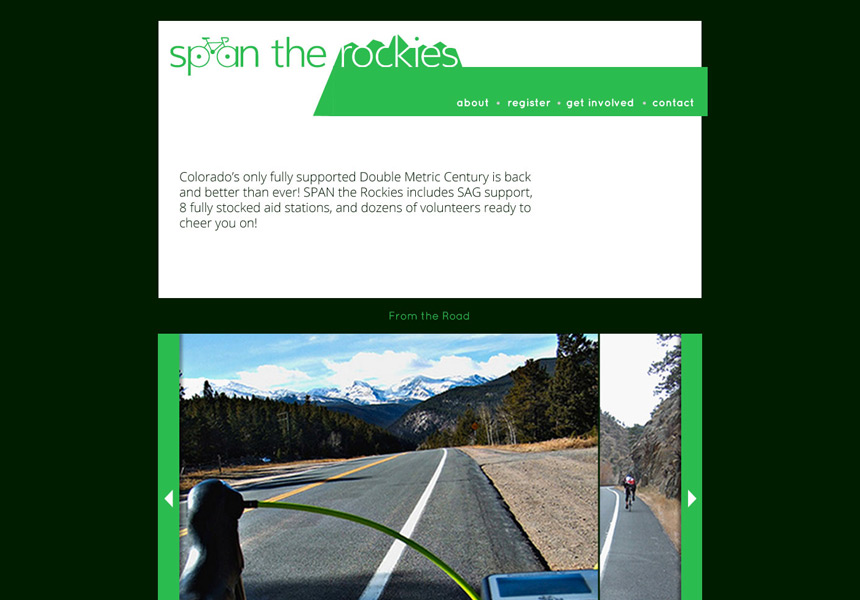 span the rockies
about • register • get involved • contact
Colorado’s only fully supported Double Metric Century is back
and better than ever! SPAN the Rockies includes SAG support,
8 fully stocked aid stations, and dozens of volunteers ready to
cheer you on!
From the Road